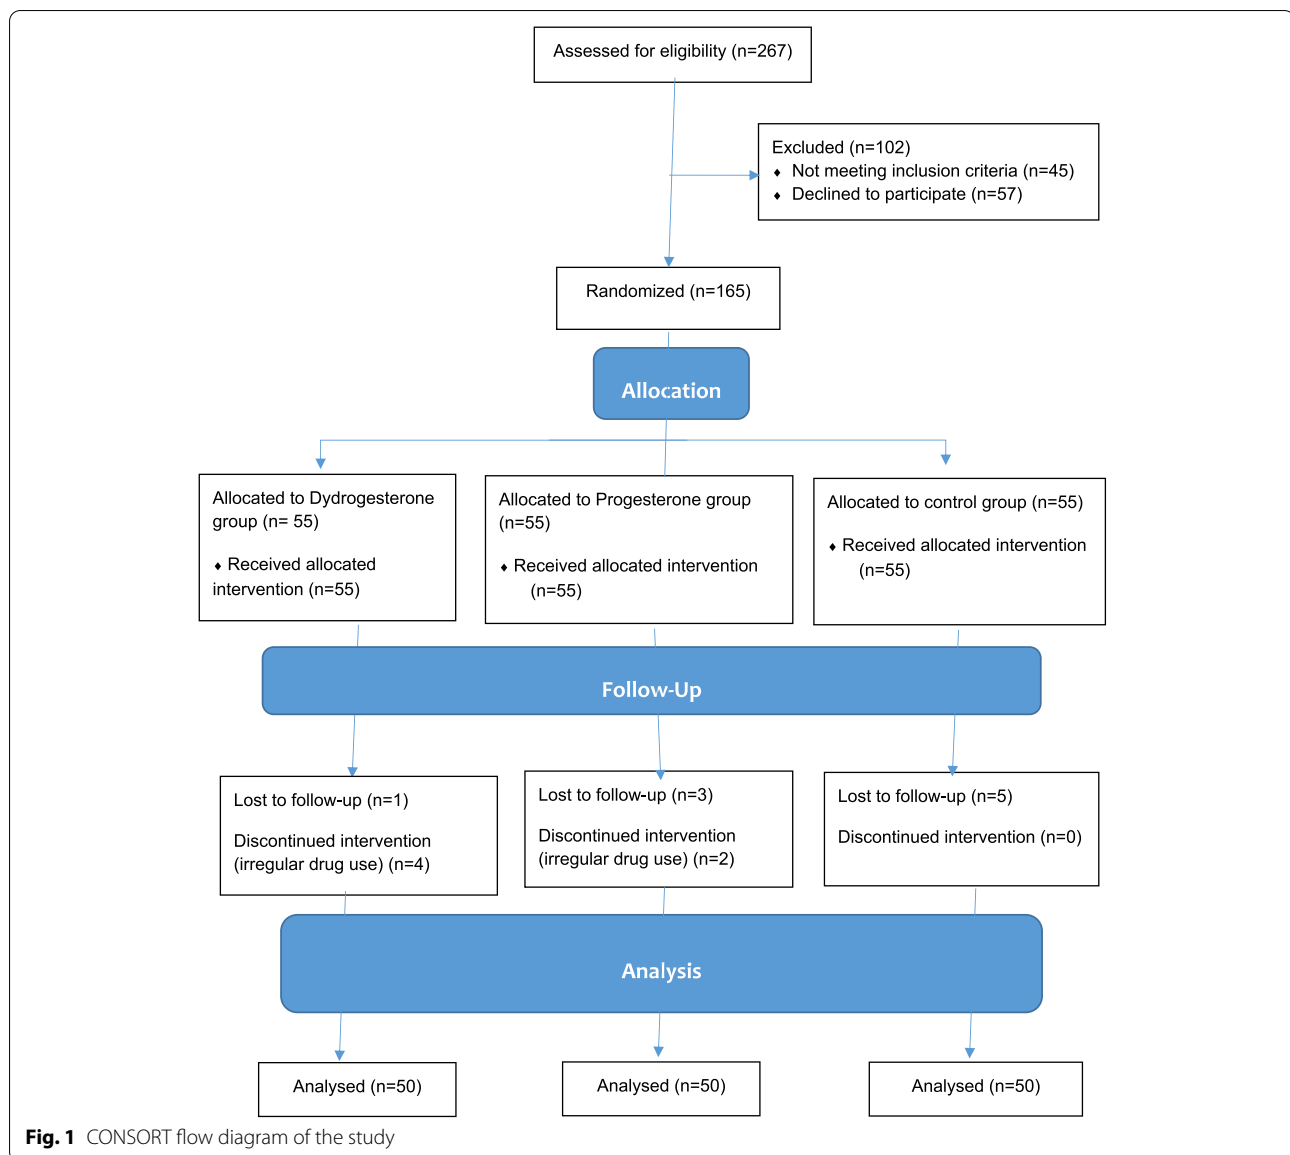 Assessed for eligibility (n=267)
Excluded (n=102)
♦ Not meeting inclusion criteria (n=45)
♦ Declined to participate (n=57)
Randomized (n=165)
Allocation
Allocated to Dydrogesterone
group (n= 55)
♦ Received allocated
intervention (n=55)
Allocated to Progesterone group
(n=55)
♦ Received allocated intervention
(n=55)
Allocated to control group (n=55)
♦ Received allocated intervention
(n=55)
Follow-Up
Lost to follow-up (n=1)
Discontinued intervention
(irregular drug use) (n=4)
Lost to follow-up (n=3)
Discontinued intervention
(irregular drug use) (n=2)
Lost to follow-up (n=5)
Discontinued intervention (n=0)
Analysis
Analysed (n=50)
Analysed (n=50)
Analysed (n=50)
Fig. 1 CONSORT flow diagram of the study